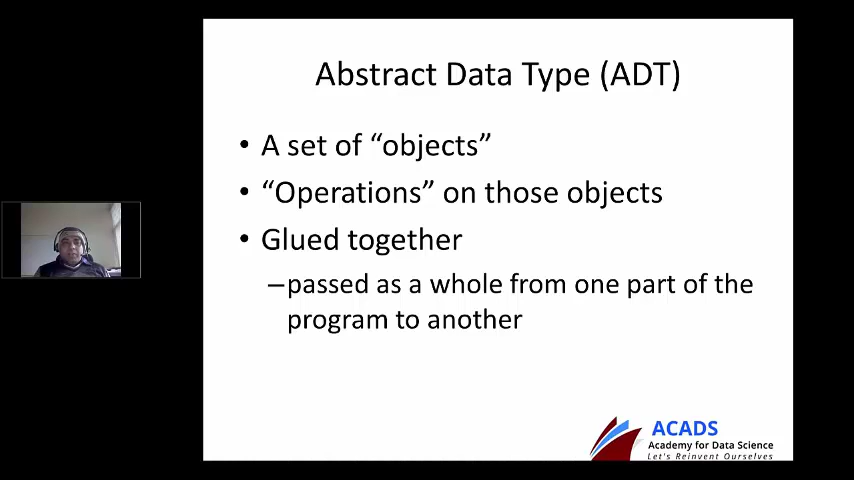 Abstract Data Type (ADT)
• A set of “objects”
• “Operations” on those objects
• Glued together
–passed as a whole from one part of the
program to another
ACADS
Academy for Data Science
Let's Reinvent Ourselves